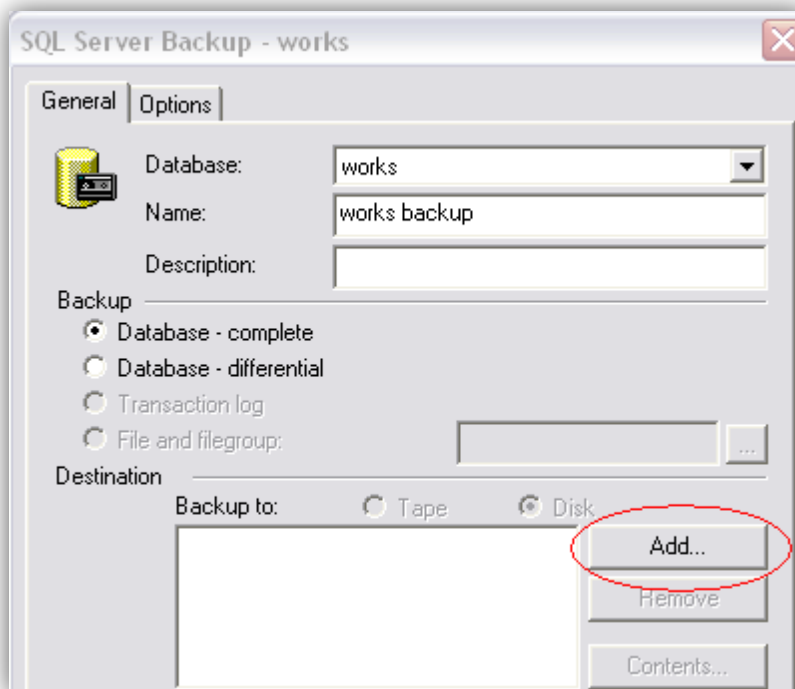 SQL Server Backup - works
General Options
Database: works
Name: works backup
Description:
Backup
Database - complete
Database - differential
Transaction log
File and filegroup: ...
Destination
Backup to: Tape Disk
Add...
Remove
Contents...